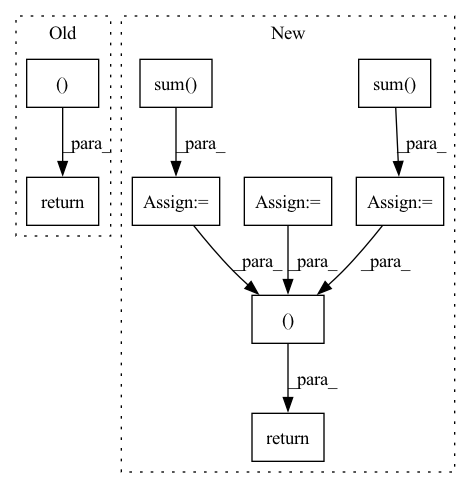 Old
New
()
sum()
sum()
_para_
_para_
_para_
return
Assign:=
Assign:=
Assign:=
_para_
_para_
_para_
()
_para_
return